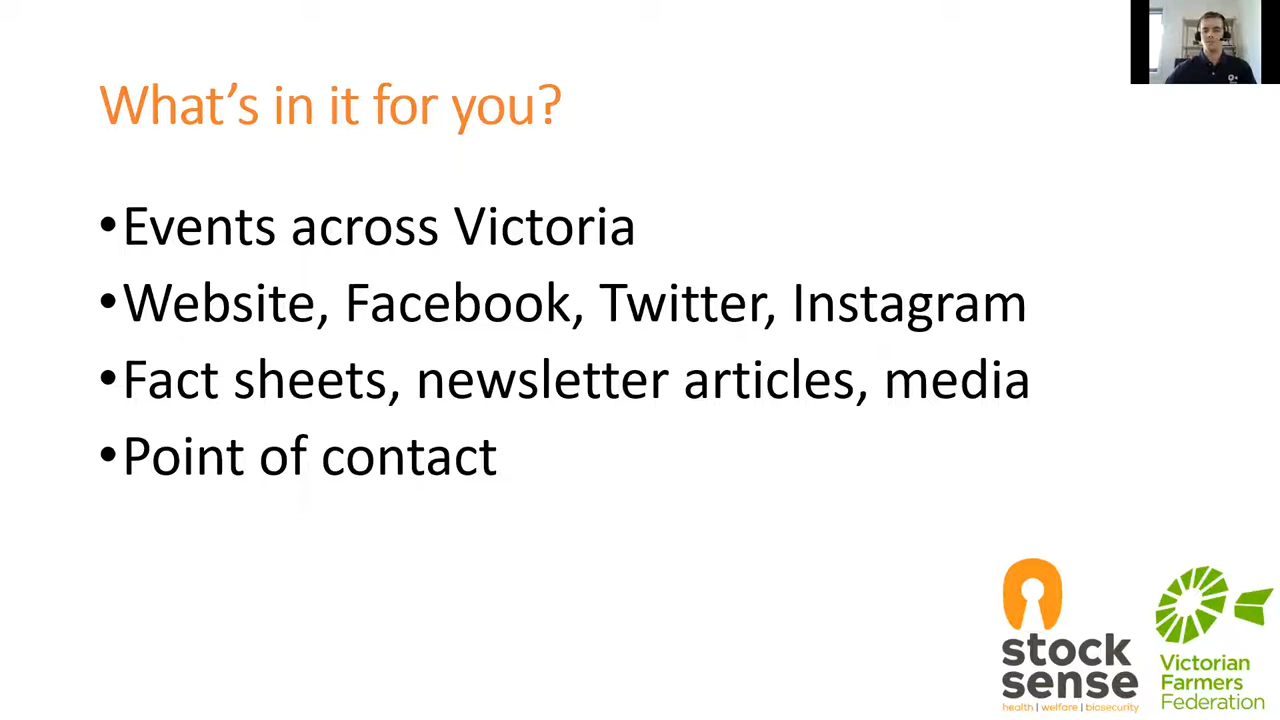 What's in it for you?
•Events across Victoria
•Website, Facebook, Twitter, Instagram
•Fact sheets, newsletter articles, media
•Point of contact
stock
sense
health | welfare | biosecurity
Victorian
Farmers
Federation